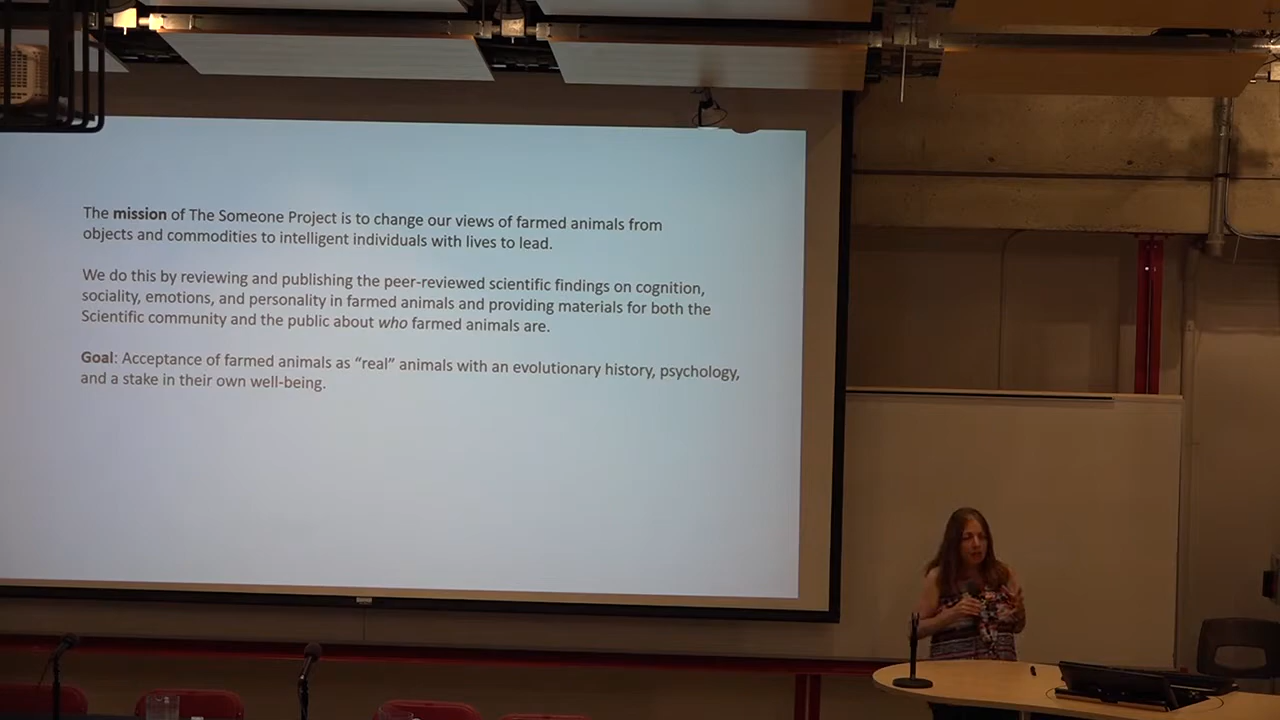 The mission of The Someone Project is to change our views of farmed animals from
objects and commodities to intelligent individuals with lives to lead.
We do this by reviewing and publishing the peer-reviewed scientific findings on cognition,
sociality, emotions, and personality in farmed animals and providing materials for both the
Scientific community and the public about who farmed animals are.
Goal: Acceptance of farmed animals as “real” animals with an evolutionary history, psychology,
and a stake in their own well-being.